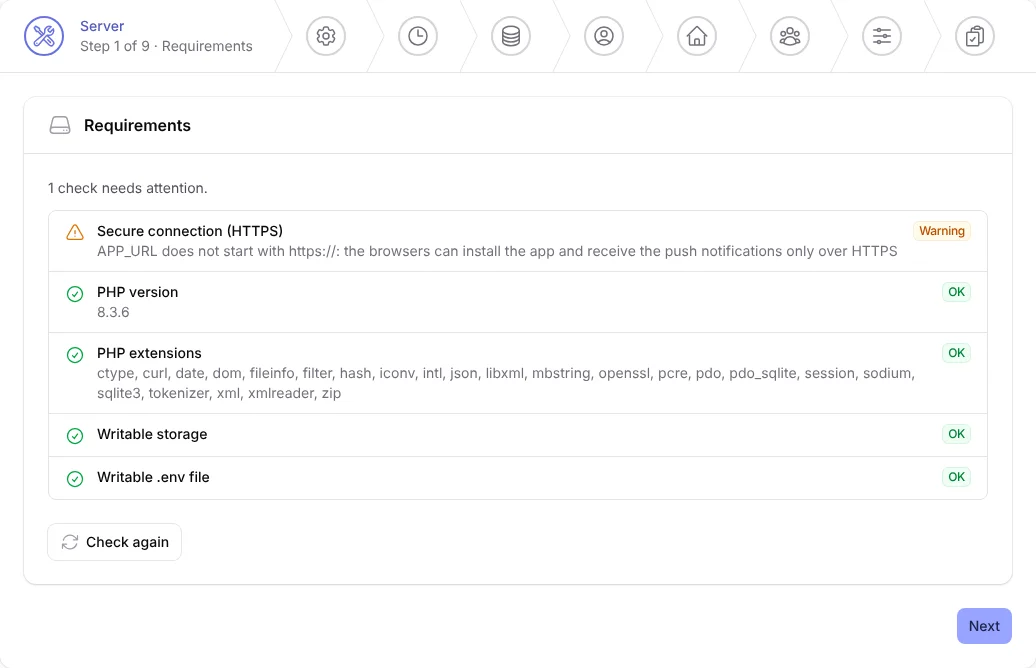 Server
Step 1 of 9 · Requirements
Requirements
1 check needs attention.
Secure connection (HTTPS)
Warning
APP_URL does not start with https://: the browsers can install the app and receive the push notifications only over HTTPS
PHP version
OK
8.3.6
PHP extensions
OK
ctype, curl, date, dom, fileinfo, filter, hash, iconv, intl, json, libxml, mbstring, openssl, pcre, pdo, pdo_sqlite, session, sodium,
sqlite3, tokenizer, xml, xmlreader, zip
Writable storage
OK
Writable .env file
OK
Check again
Next